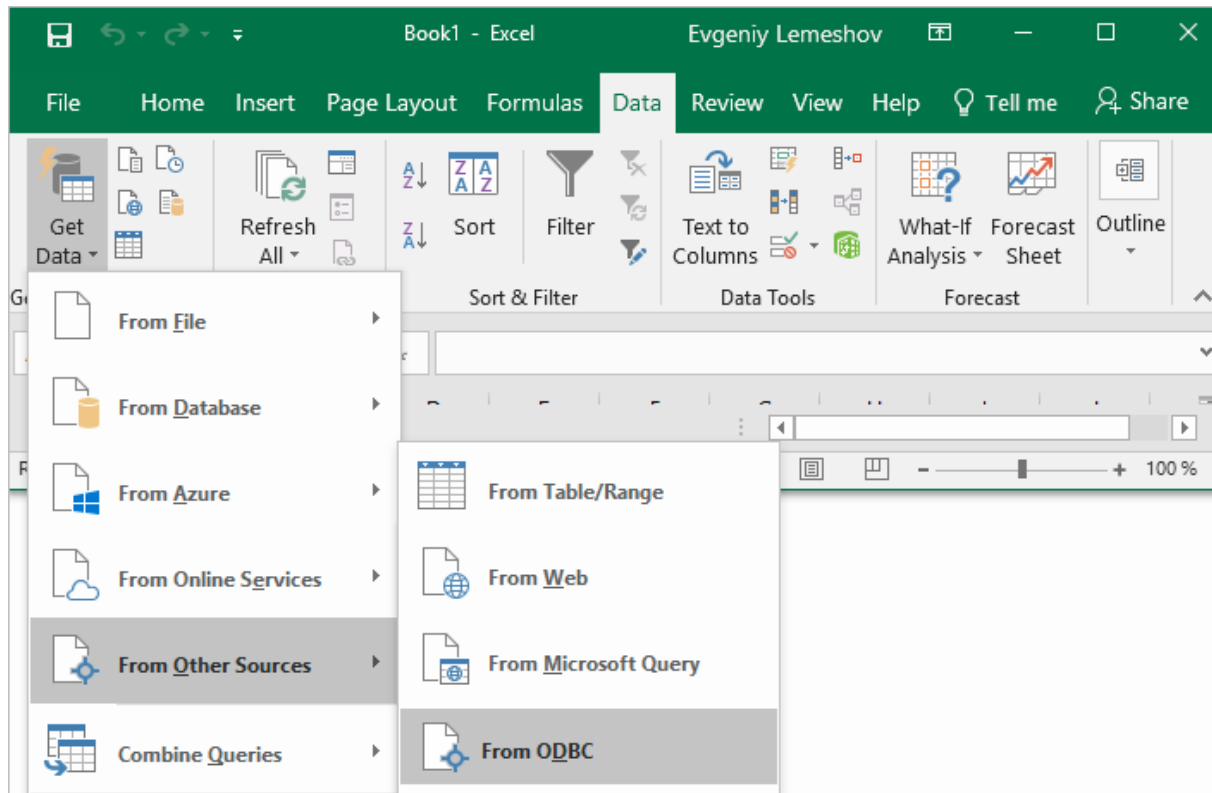 Book1 - Excel
Evgeniy Lemeshov
File Home Insert Page Layout Formulas Data Review View Help Tell me Share
Get
Data
Refresh
All
Sort
Filter
Text to
Columns
What-If
Analysis
Forecast
Sheet
Outline
Sort & Filter
Data Tools
Forecast
From File
From Database
From Azure
From Online Services
From Other Sources
Combine Queries
From Table/Range
From Web
From Microsoft Query
From ODBC
100 %